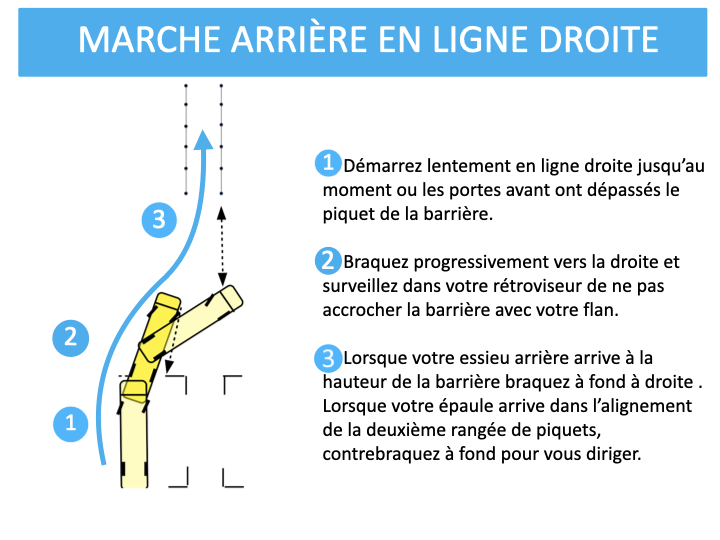 MARCHE ARRIÈRE EN LIGNE DROITE
3
2
1
1 Démarrez lentement en ligne droite jusqu’au
moment ou les portes avant ont dépassés le
piquet de la barrière.
2 Braquez progressivement vers la droite et
surveillez dans votre rétroviseur de ne pas
accrocher la barrière avec votre flan.
3 Lorsque votre essieu arrière arrive à la
hauteur de la barrière braquez à fond à droite .
Lorsque votre épaule arrive dans l’alignement
de la deuxième rangée de piquets,
contrebraquez à fond pour vous diriger.